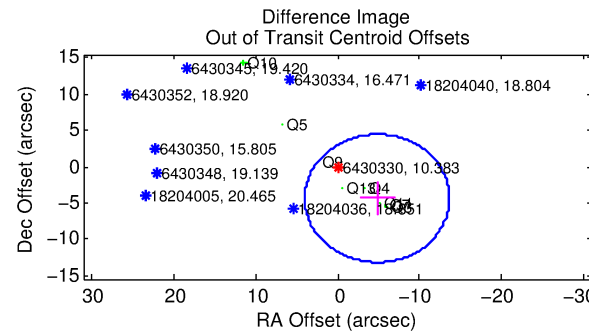 Difference Image
Out of Transit Centroid Offsets
15
10
5
0
−5
−10
−15
Dec Offset (arcsec)
6430345, 19.420
Q10
6430334, 16.471
18204040, 18.804
6430352, 18.920
Q5
6430350, 15.805
Q9
6430330, 10.383
6430348, 19.139
Q13
18204005, 20.465
18204036,
30
20
10
0
−10
−20
RA Offset (arcsec)